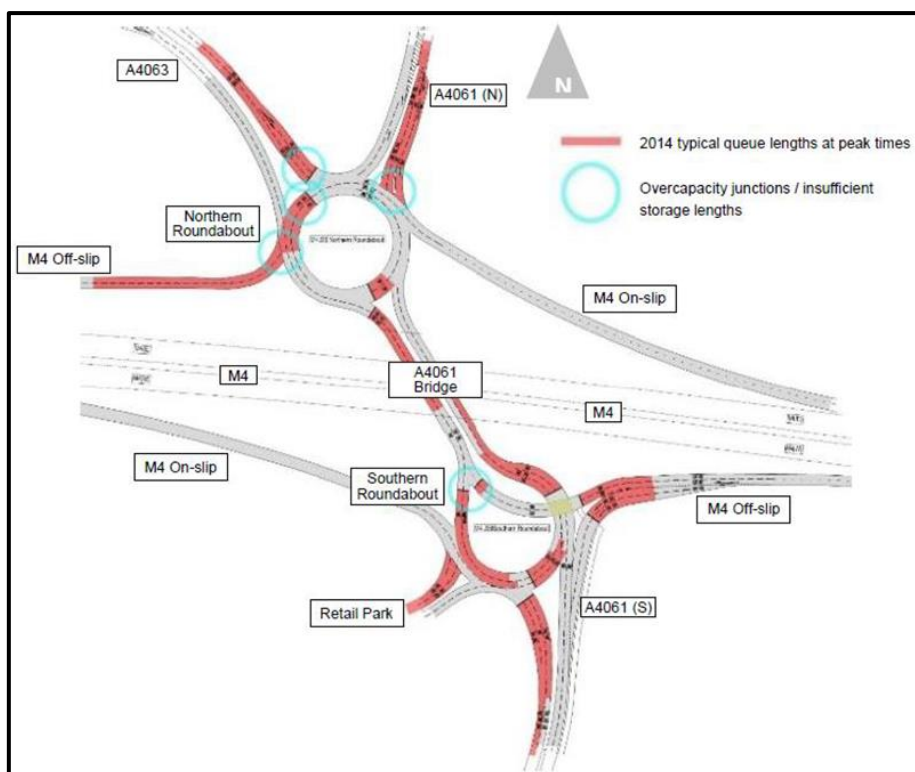 A4063
A4061 (N)
N
2014 typical queue lengths at peak times
Overcapacity junctions / insufficient
storage lengths
Northern
Roundabout
M4 Off-slip
M4 On-slip
A4061
Bridge
M4
M4
M4 On-slip
Southern
Roundabout
M4 Off-slip
Retail Park
A4061 (S)